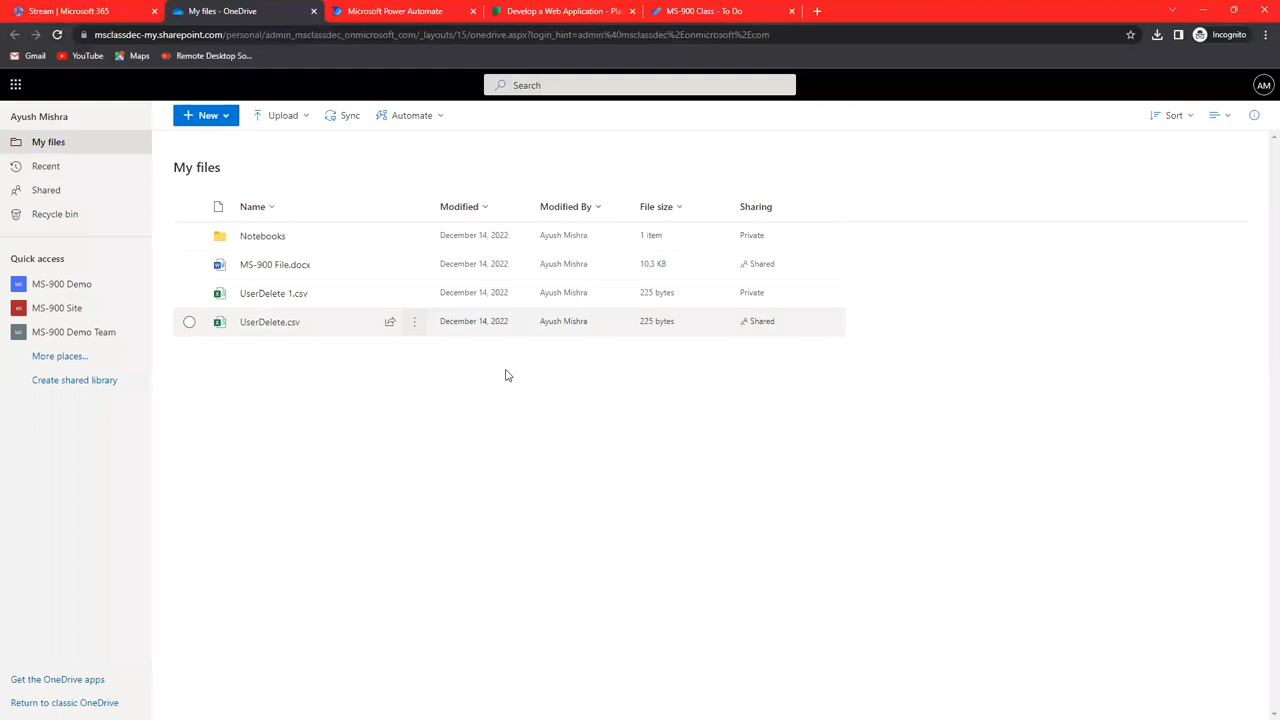 Stream | Microsoft 365
My files - OneDrive
Microsoft Power Automate
Develop a Web Application - Pla
MS-900 Class - To Do
msclassdec-my.sharepoint.com/personal/admin_msclassdec_onmicrosoft_com/_layouts/15/onedrive.aspx?login_hint=admin%40msclassdec%2Eonmicrosoft%2Ecom
Incognito
Gmail YouTube Maps Remote Desktop So...
Search
AM
Ayush Mishra
My files
Recent
Shared
Recycle bin
Quick access
MS MS-900 Demo
MS MS-900 Site
MS MS-900 Demo Team
More places...
Create shared library
Get the OneDrive apps
Return to classic OneDrive
New Upload Sync Automate Sort
My files
Name Modified Modified By File size Sharing
Notebooks December 14, 2022 Ayush Mishra 1 item Private
MS-900 File.docx December 14, 2022 Ayush Mishra 10.3 KB Shared
UserDelete 1.csv December 14, 2022 Ayush Mishra 225 bytes Private
UserDelete.csv December 14, 2022 Ayush Mishra 225 bytes Shared